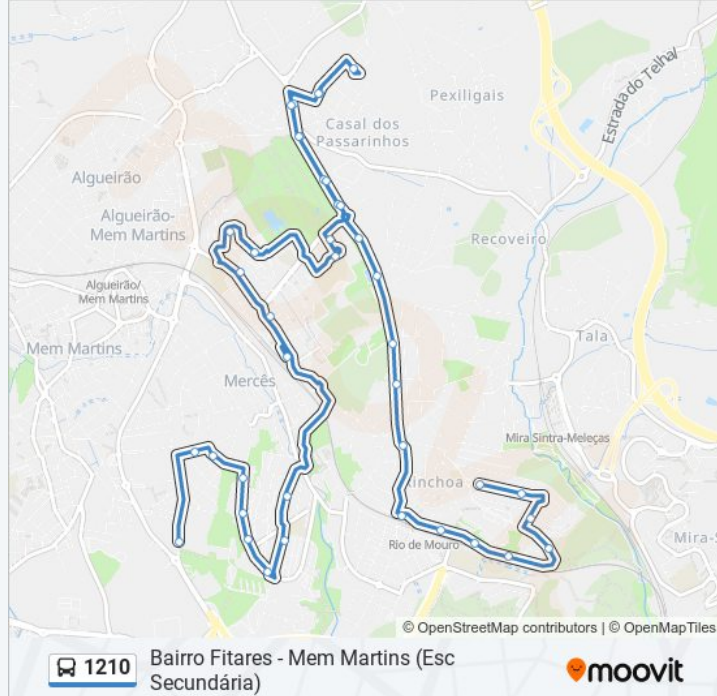 Pexiligais
Estrada do Telhal
Casal dos
Passarinhos
Algueirão
Algueirão-
Mem Martins
Recoveiro
Algueirão/
Mem Martins
Tala
Mem Martins
Mercês
Mira Sintra-Meleças
Rinchoa
Mira-S
Rio de Mouro
© OpenStreetMap contributors | © OpenMapTiles
1210
Bairro Fitares - Mem Martins (Esc
Secundária)
moovit